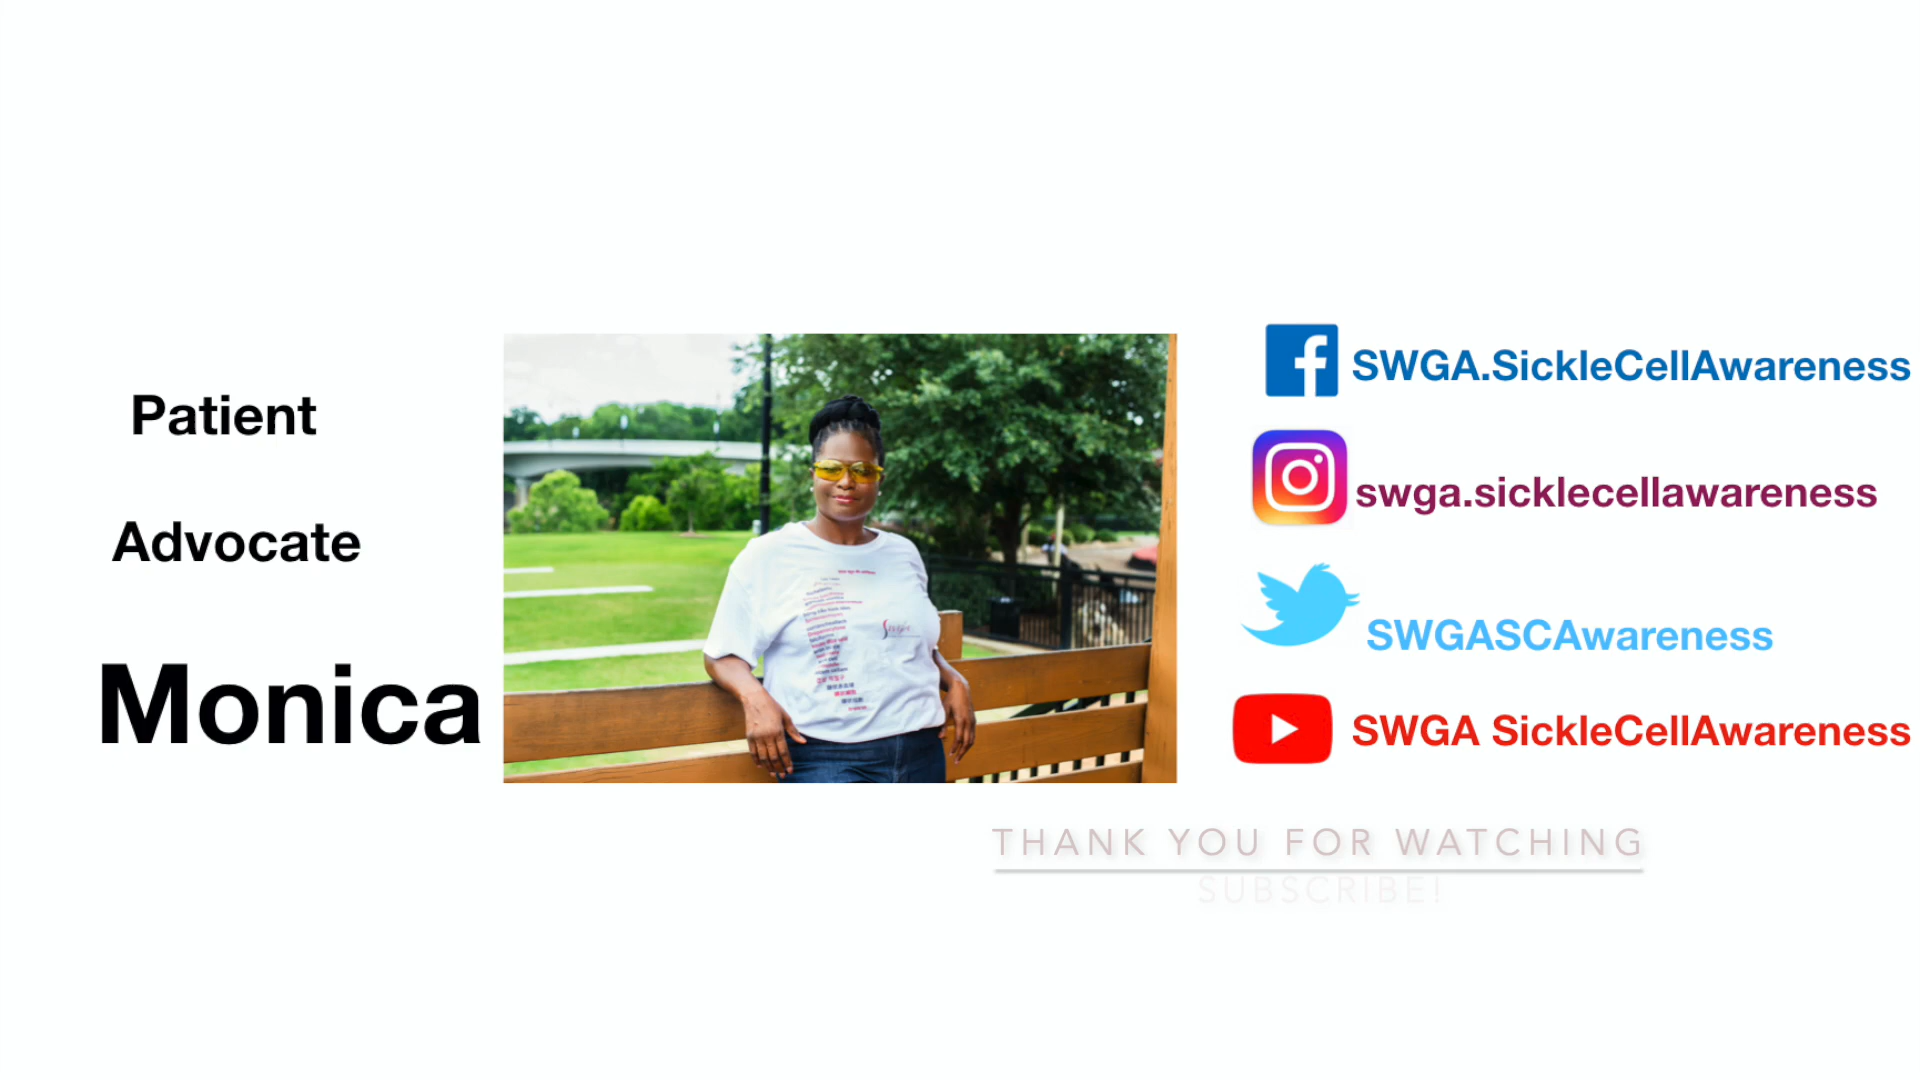 Patient
Advocate
Monica
SWGA.SickleCellAwareness
swga.sicklecellawareness
SWGASCAwareness
SWGA SickleCellAwareness
THANK YOU FOR WATCHING
SUBSCRIBE!